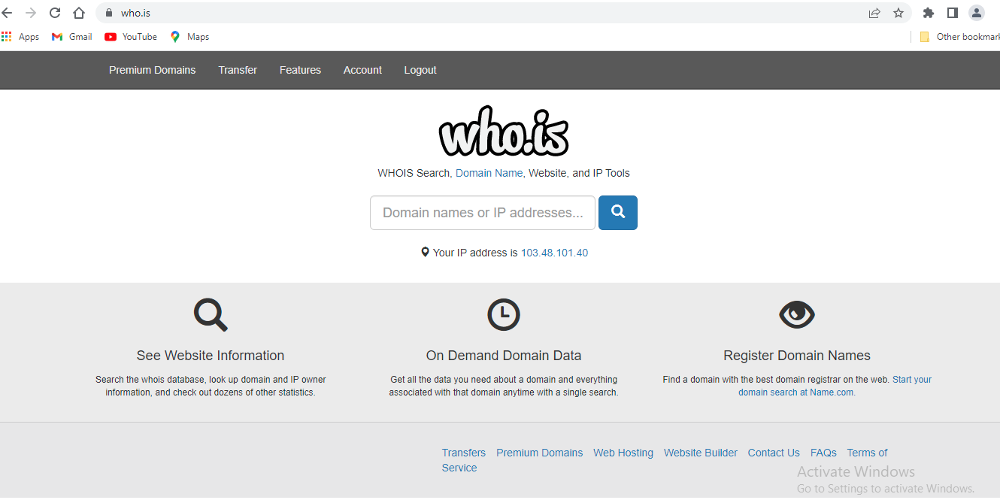 who.is
Apps Gmail YouTube Maps Other bookmark
Premium Domains Transfer Features Account Logout
who.is
WHOIS Search, Domain Name, Website, and IP Tools
Domain names or IP addresses...
Your IP address is 103.48.101.40
See Website Information
Search the whois database, look up domain and IP owner
information, and check out dozens of other statistics.
On Demand Domain Data
Get all the data you need about a domain and everything
associated with that domain anytime with a single search.
Register Domain Names
Find a domain with the best domain registrar on the web. Start your
domain search at Name.com.
Transfers Premium Domains Web Hosting Website Builder Contact Us FAQs Terms of
Service
Activate Windows
Go to Settings to activate Windows.